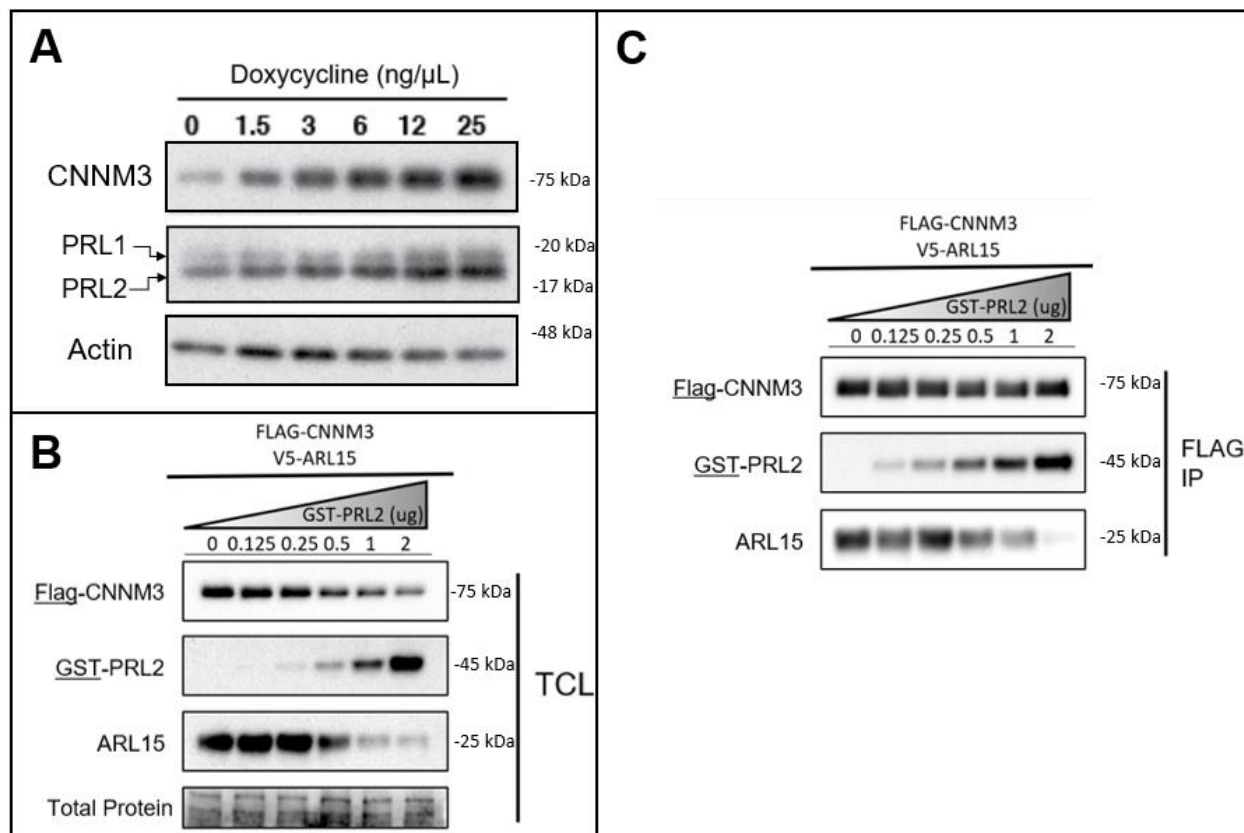 A
Doxycycline (ng/µL)
0 1.5 3 6 12 25
CNNM3
-75 kDa
PRL1
-20 kDa
PRL2
-17 kDa
-48 kDa
Actin
B
FLAG-CNNM3
V5-ARL15
GST-PRL2 (ug)
0 0.125 0.25 0.5 1 2
Flag-CNNM3
-75 kDa
GST-PRL2
-45 kDa
ARL15
-25 kDa
Total Protein
TCL
C
FLAG-CNNM3
V5-ARL15
GST-PRL2 (ug)
0 0.125 0.25 0.5 1 2
Flag-CNNM3
-75 kDa
GST-PRL2
-45 kDa
ARL15
-25 kDa
FLAG
IP